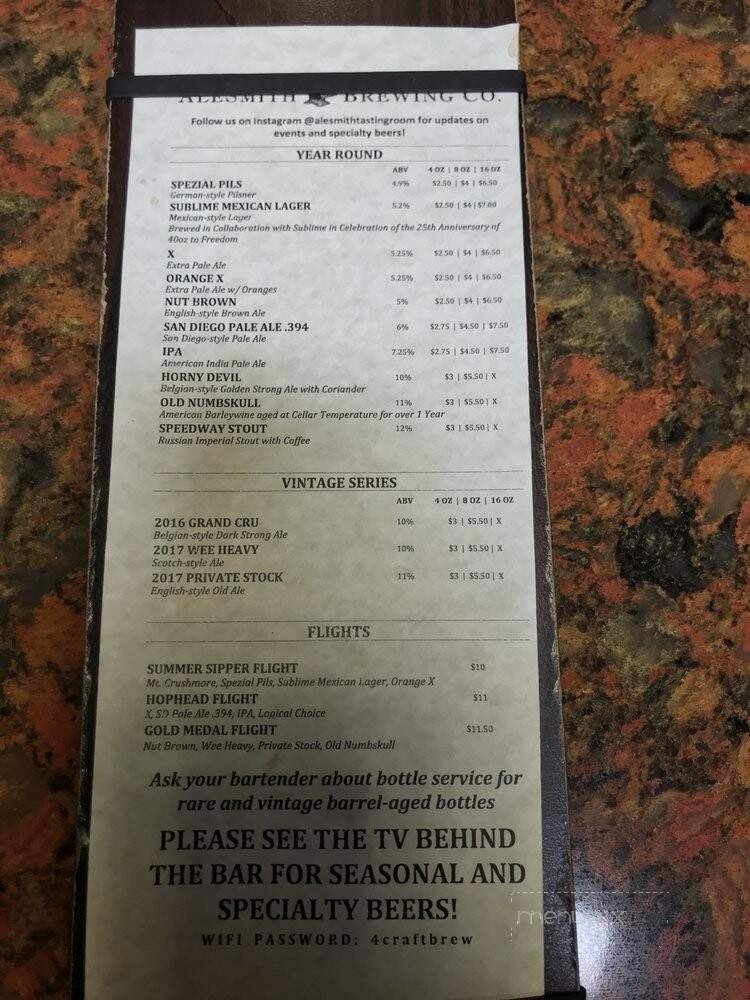 ALESMITH BREWING CO.
Follow us on Instagram @alesmithtastingroom for updates on
events and specialty beers!
YEAR ROUND
ABV 4 OZ | 8 OZ | 16 OZ
SPEZIAL PILS 4.9% $2.50 | $4 | $6.50
German-style Pilsner
SUBLIME MEXICAN LAGER 5.2% $2.50 | $4 | $7.00
Mexican-style Lager
Brewed in Collaboration with Sublime in Celebration of the 25th Anniversary of
40oz to Freedom
X 5.25% $2.50 | $4 | $6.50
Extra Pale Ale
ORANGE X 5.25% $2.50 | $4 | $6.50
Extra Pale Ale w/ Oranges
NUT BROWN 5% $2.50 | $4 | $6.50
English-style Brown Ale
SAN DIEGO PALE ALE .394 6% $2.75 | $4.50 | $7.50
San Diego-style Pale Ale
IPA 7.25% $2.75 | $4.50 | $7.50
American India Pale Ale
HORNY DEVIL 10% $3 | $5.50 | X
Belgian-style Golden Strong Ale with Coriander
OLD NUMBSKULL 11% $3 | $5.50 | X
American Barleywine aged at Cellar Temperature for over 1 Year
SPEEDWAY STOUT 12% $3 | $5.50 | X
Russian Imperial Stout with Coffee
VINTAGE SERIES
ABV 4 OZ | 8 OZ | 16 OZ
2016 GRAND CRU 10% $3 | $5.50 | X
Belgian-style Dark Strong Ale
2017 WEE HEAVY 10% $3 | $5.50 | X
Scotch-style Ale
2017 PRIVATE STOCK 11% $3 | $5.50 | X
English-style Old Ale
FLIGHTS
SUMMER SIPPER FLIGHT $10
Mt. Crushmore, Spezial Pils, Sublime Mexican Lager, Orange X
HOPHEAD FLIGHT $11
X, SD Pale Ale .394, IPA, Logical Choice
GOLD MEDAL FLIGHT $11.50
Nut Brown, Wee Heavy, Private Stock, Old Numbskull
Ask your bartender about bottle service for
rare and vintage barrel-aged bottles
PLEASE SEE THE TV BEHIND
THE BAR FOR SEASONAL AND
SPECIALTY BEERS!
WIFI PASSWORD: 4craftbrew